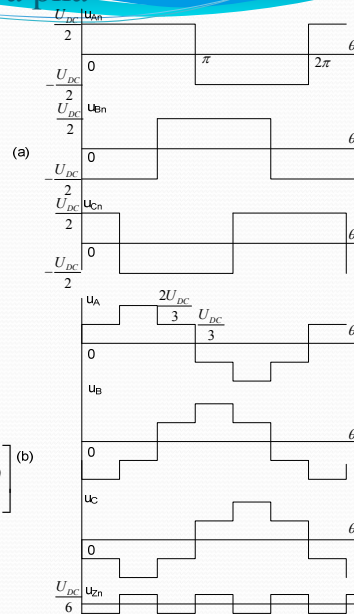 U_DC/2 u_An
0
π
2π
-U_DC/2
U_DC/2 u_Bn
θ
(a)
0
-U_DC/2
θ
U_DC/2 u_Cn
0
θ
-U_DC/2
u_A
2U_DC/3
U_DC/3
0
θ
u_B
(b)
0
θ
u_C
0
θ
U_DC/6 u_Zn